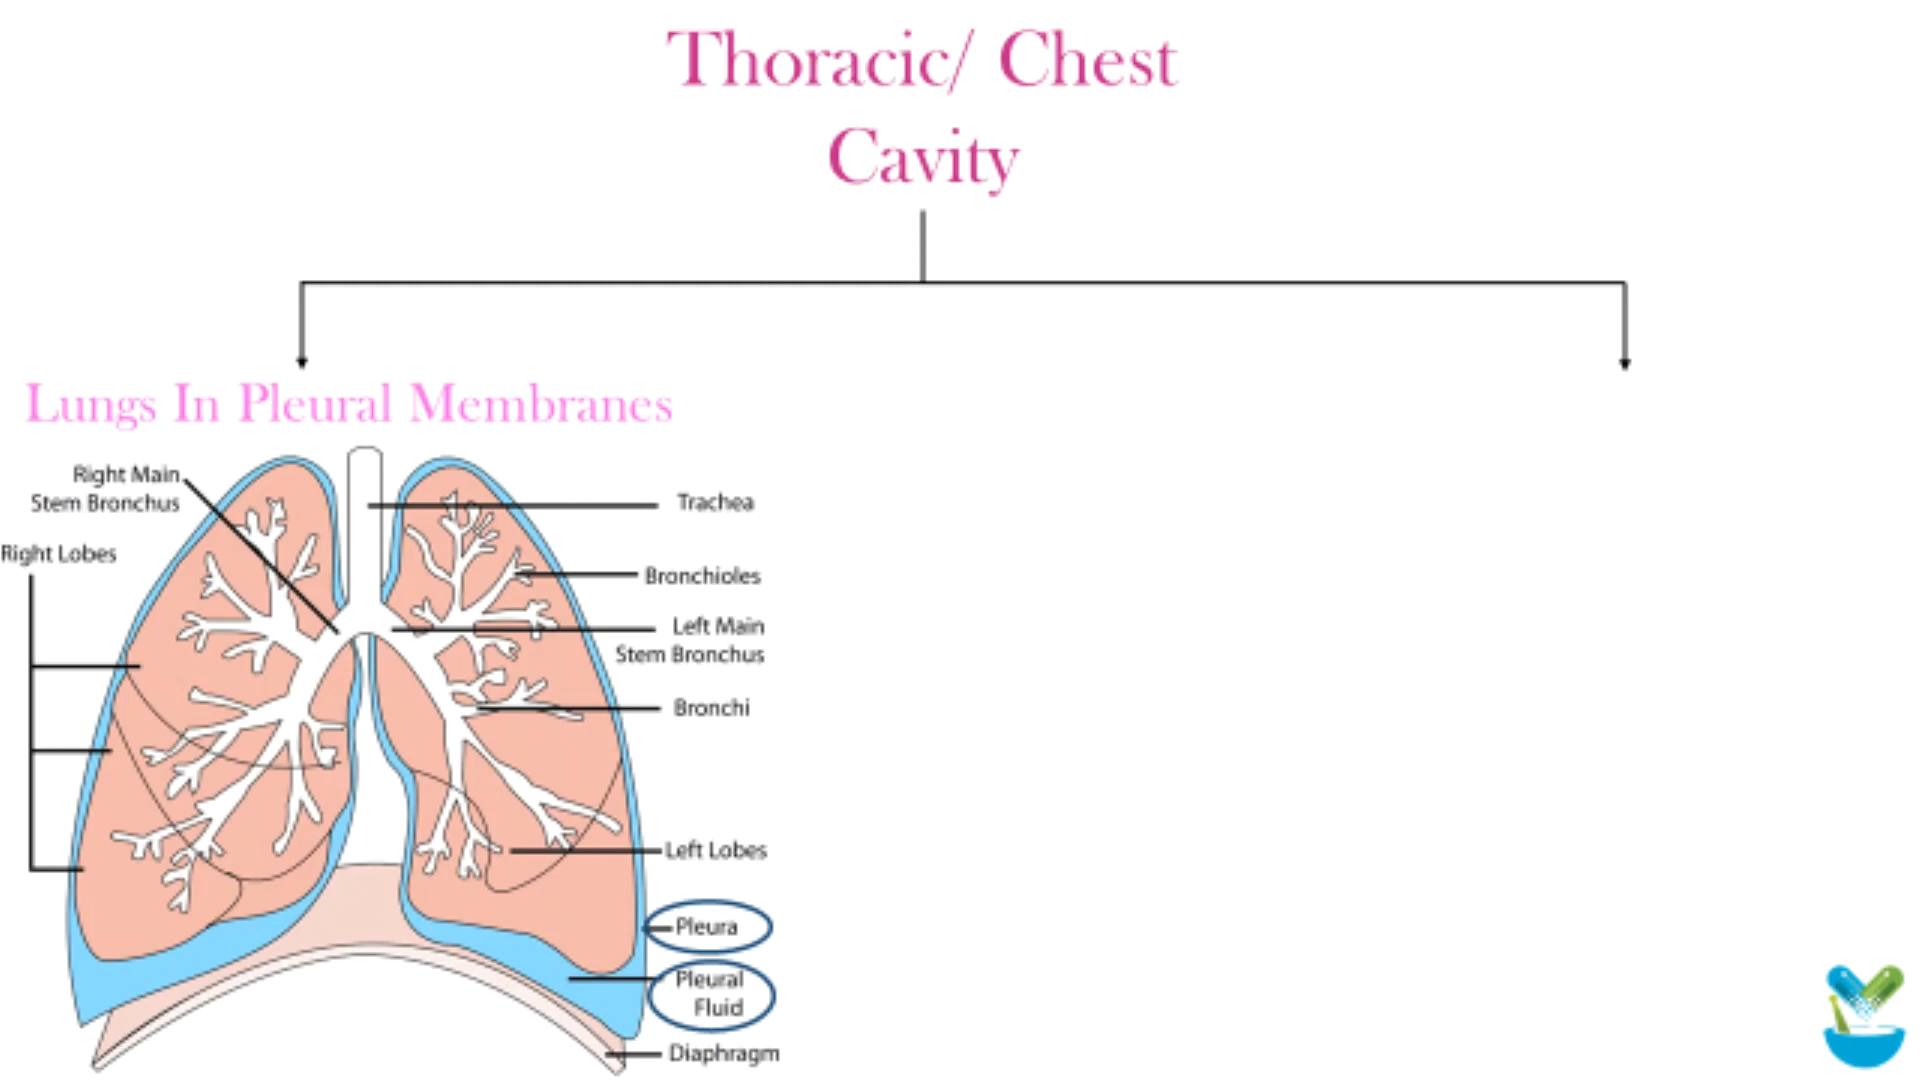 Thoracic/ Chest
Cavity
Lungs In Pleural Membranes
Right Main
Stem Bronchus
Right Lobes
Trachea
Bronchioles
Left Main
Stem Bronchus
Bronchi
Left Lobes
Pleura
Pleural
Fluid
Diaphragm